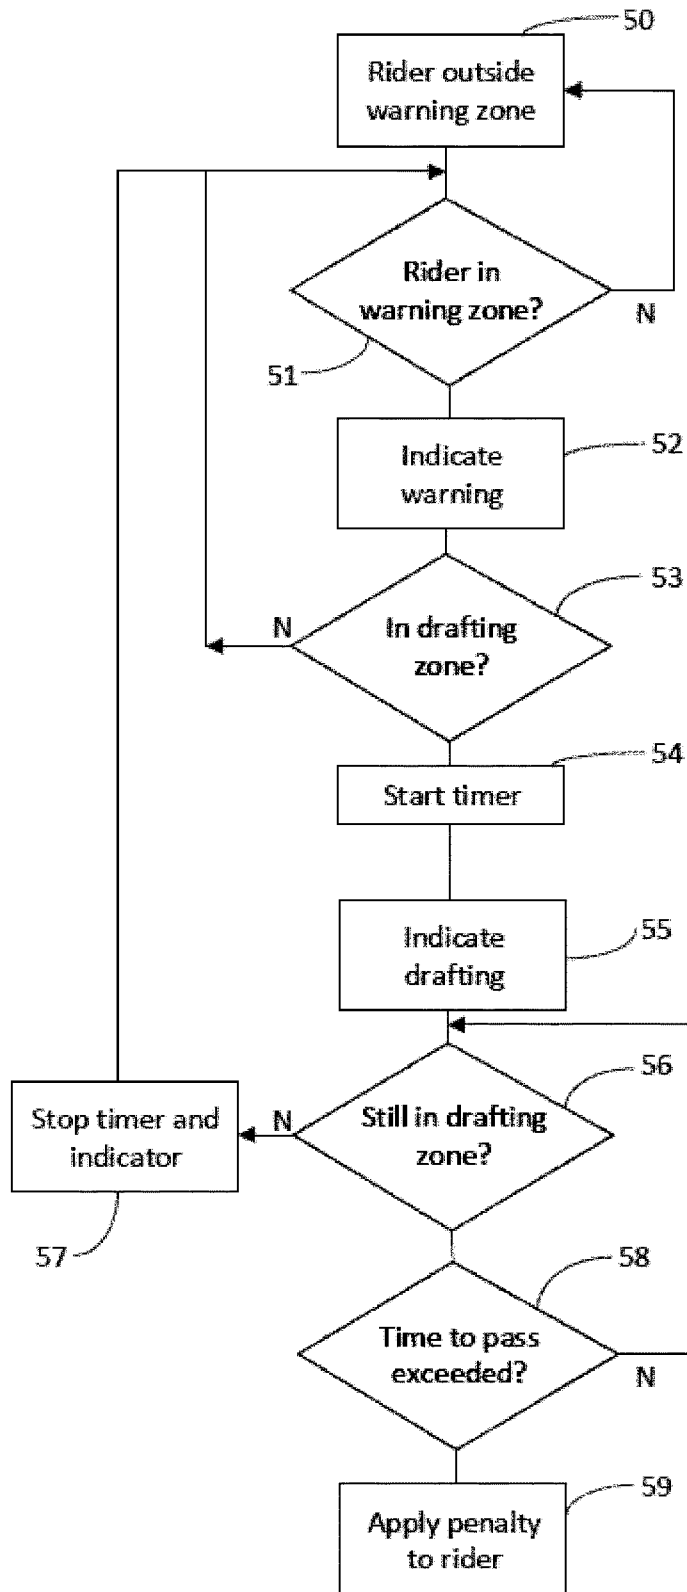 50
Rider outside
warning zone
Rider in
warning zone?
N
51
52
Indicate
warning
53
N
In drafting
zone?
54
Start timer
55
Indicate
drafting
56
Stop timer and
indicator
N
Still in drafting
zone?
57
58
Time to pass
exceeded?
N
59
Apply penalty
to rider